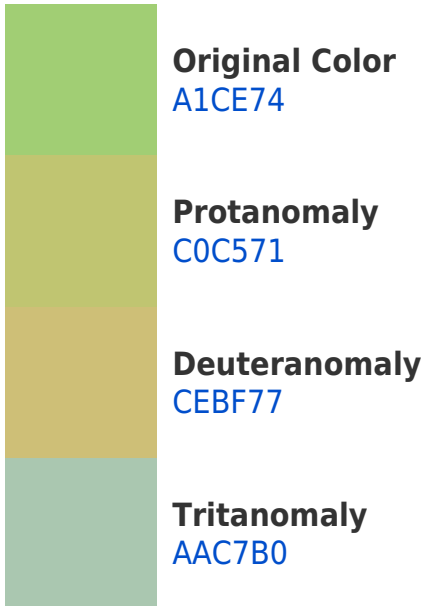 Original Color
A1CE74
Protanomaly
C0C571
Deuteranomaly
CEBF77
Tritanomaly
AAC7B0